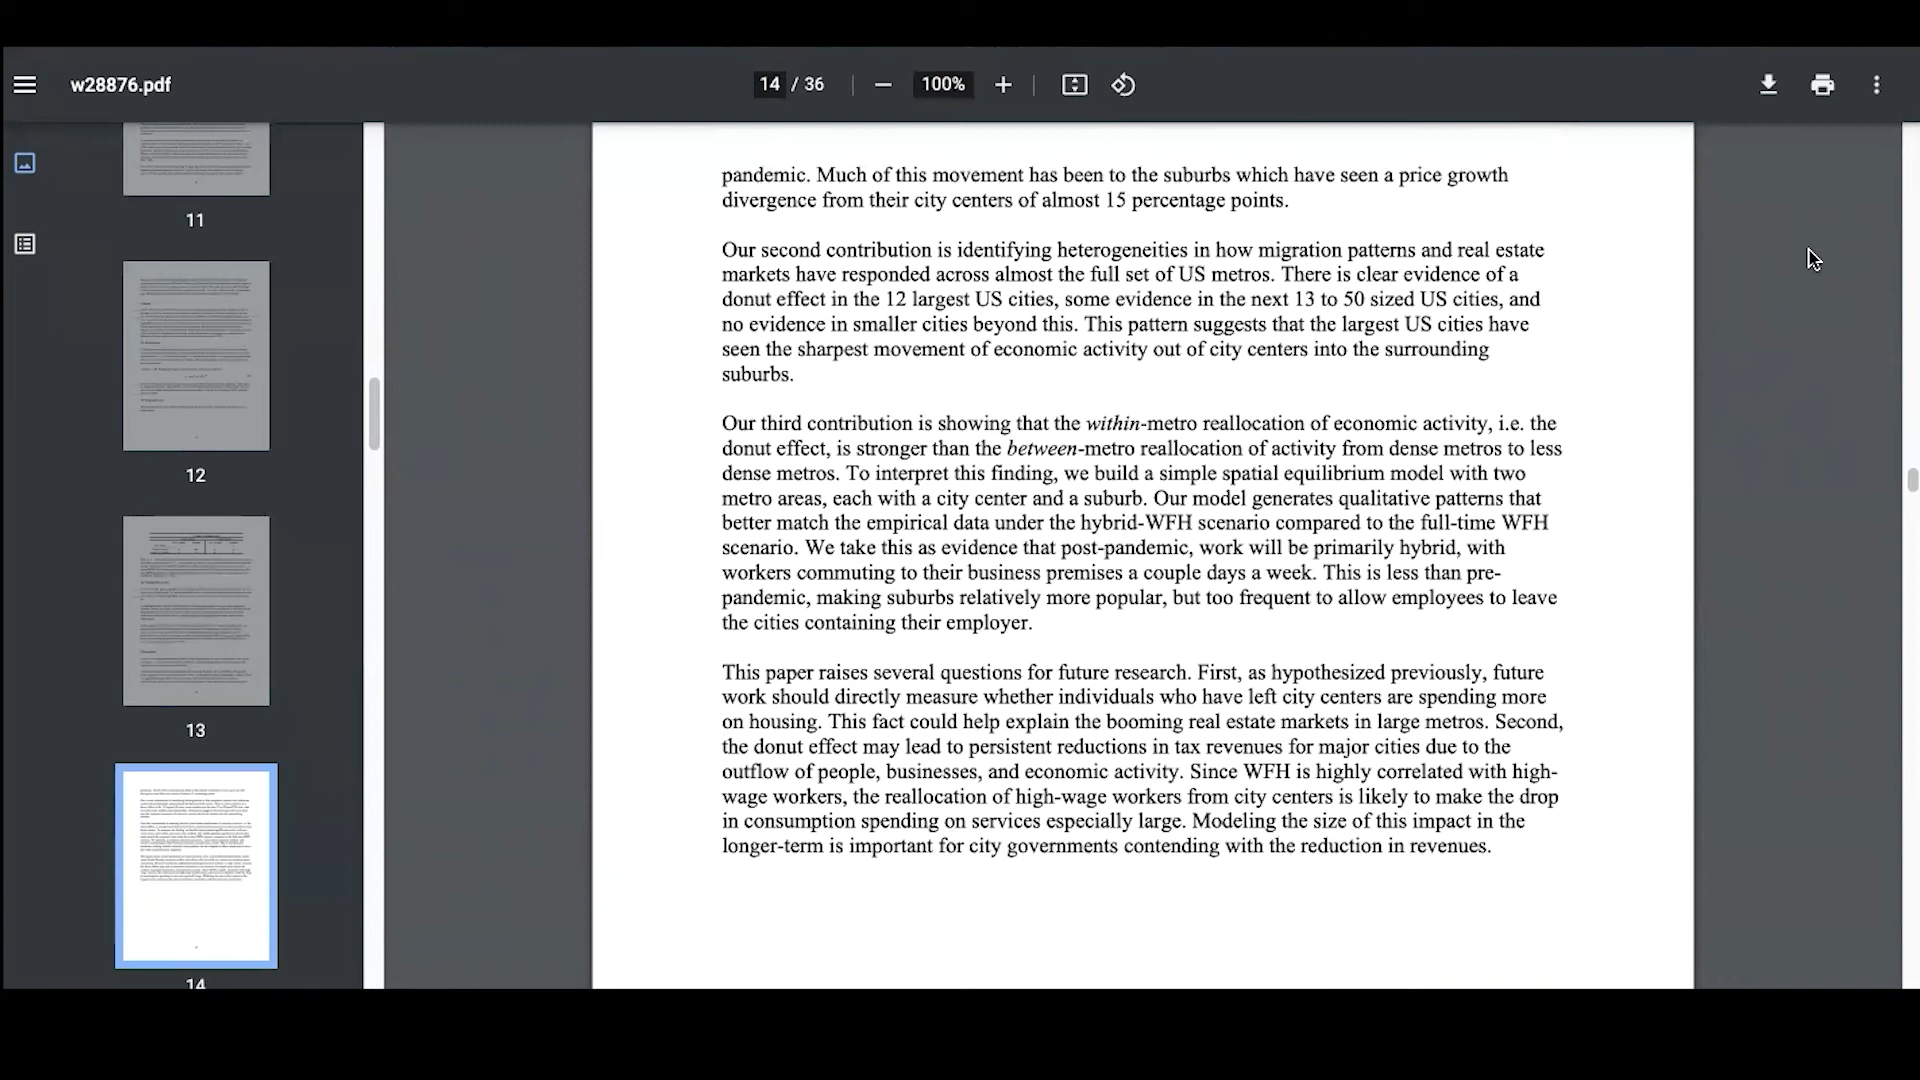 w28876.pdf
14 / 36
100%
11
12
13
14
pandemic. Much of this movement has been to the suburbs which have seen a price growth
divergence from their city centers of almost 15 percentage points.
Our second contribution is identifying heterogeneities in how migration patterns and real estate
markets have responded across almost the full set of US metros. There is clear evidence of a
donut effect in the 12 largest US cities, some evidence in the next 13 to 50 sized US cities, and
no evidence in smaller cities beyond this. This pattern suggests that the largest US cities have
seen the sharpest movement of economic activity out of city centers into the surrounding
suburbs.
Our third contribution is showing that the within-metro reallocation of economic activity, i.e. the
donut effect, is stronger than the between-metro reallocation of activity from dense metros to less
dense metros. To interpret this finding, we build a simple spatial equilibrium model with two
metro areas, each with a city center and a suburb. Our model generates qualitative patterns that
better match the empirical data under the hybrid-WFH scenario compared to the full-time WFH
scenario. We take this as evidence that post-pandemic, work will be primarily hybrid, with
workers commuting to their business premises a couple days a week. This is less than pre-
pandemic, making suburbs relatively more popular, but too frequent to allow employees to leave
the cities containing their employer.
This paper raises several questions for future research. First, as hypothesized previously, future
work should directly measure whether individuals who have left city centers are spending more
on housing. This fact could help explain the booming real estate markets in large metros. Second,
the donut effect may lead to persistent reductions in tax revenues for major cities due to the
outflow of people, businesses, and economic activity. Since WFH is highly correlated with high-
wage workers, the reallocation of high-wage workers from city centers is likely to make the drop
in consumption spending on services especially large. Modeling the size of this impact in the
longer-term is important for city governments contending with the reduction in revenues.